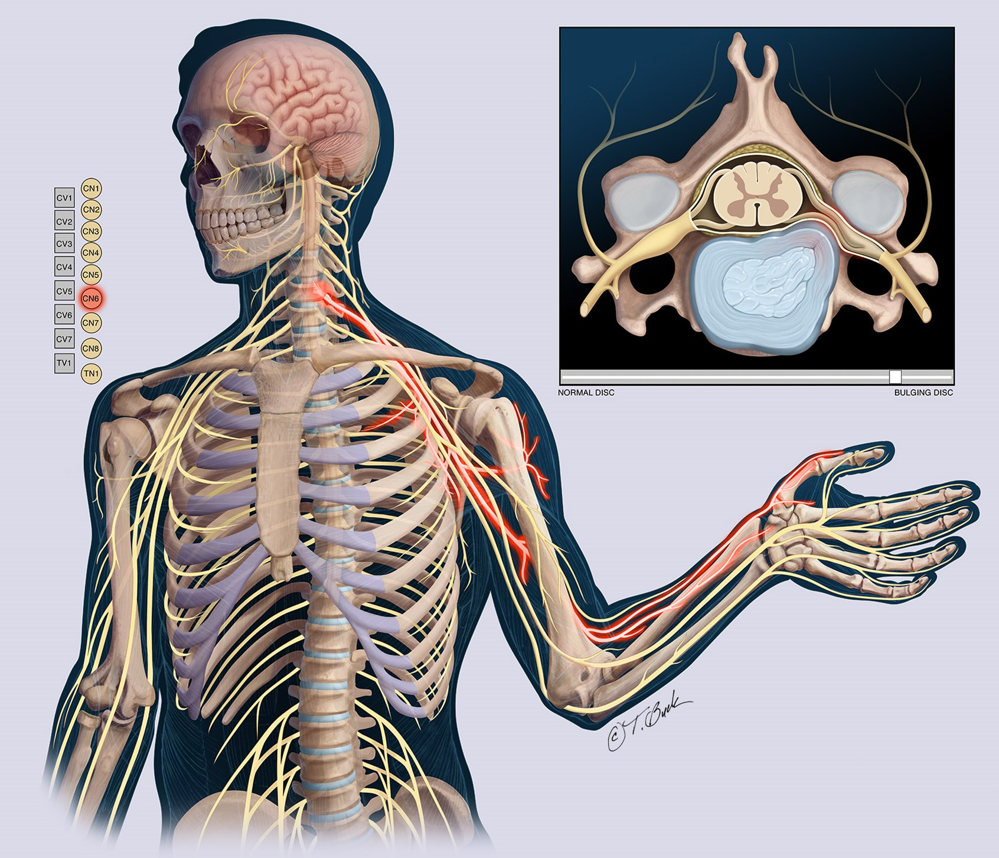 CN1
CV1
CN2
CV2
CN3
CV3
CN4
CV4
CN5
CV5
CN6
CV6
CN7
CV7
CN8
TV1
TN1
NORMAL DISC
BULGING DISC
© T. Buck